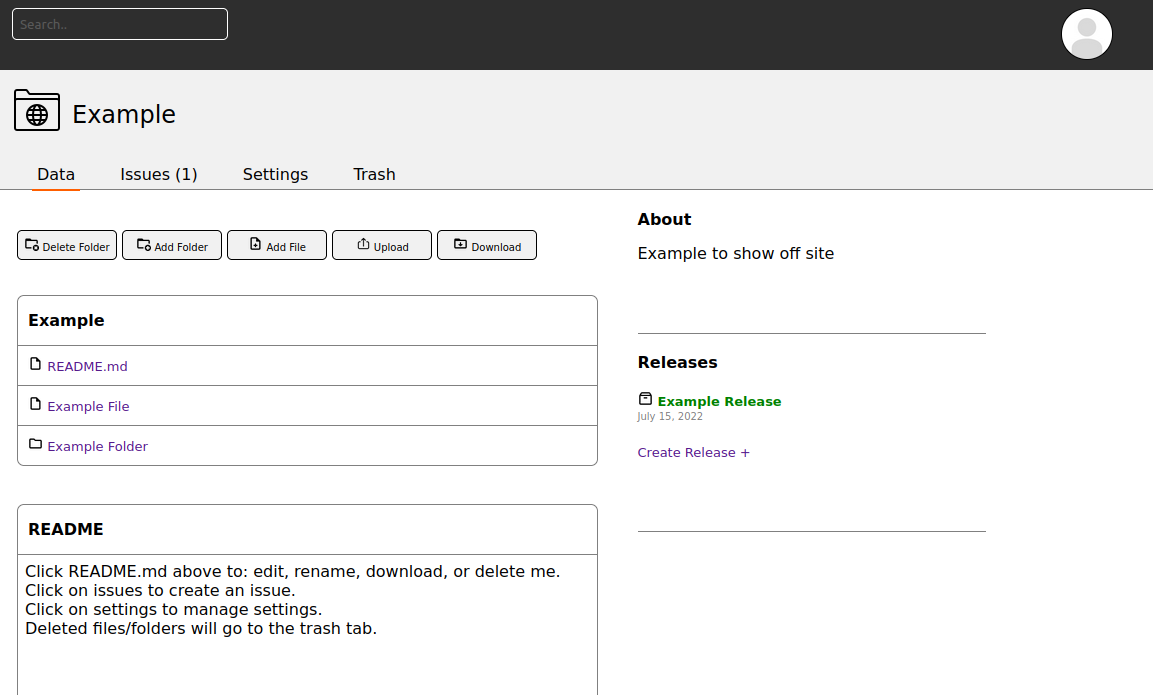 Search..
Example
Data Issues (1) Settings Trash
Delete Folder Add Folder Add File Upload Download
Example
README.md
Example File
Example Folder
README
Click README.md above to: edit, rename, download, or delete me.
Click on issues to create an issue.
Click on settings to manage settings.
Deleted files/folders will go to the trash tab.
About
Example to show off site
Releases
Example Release
July 15, 2022
Create Release +